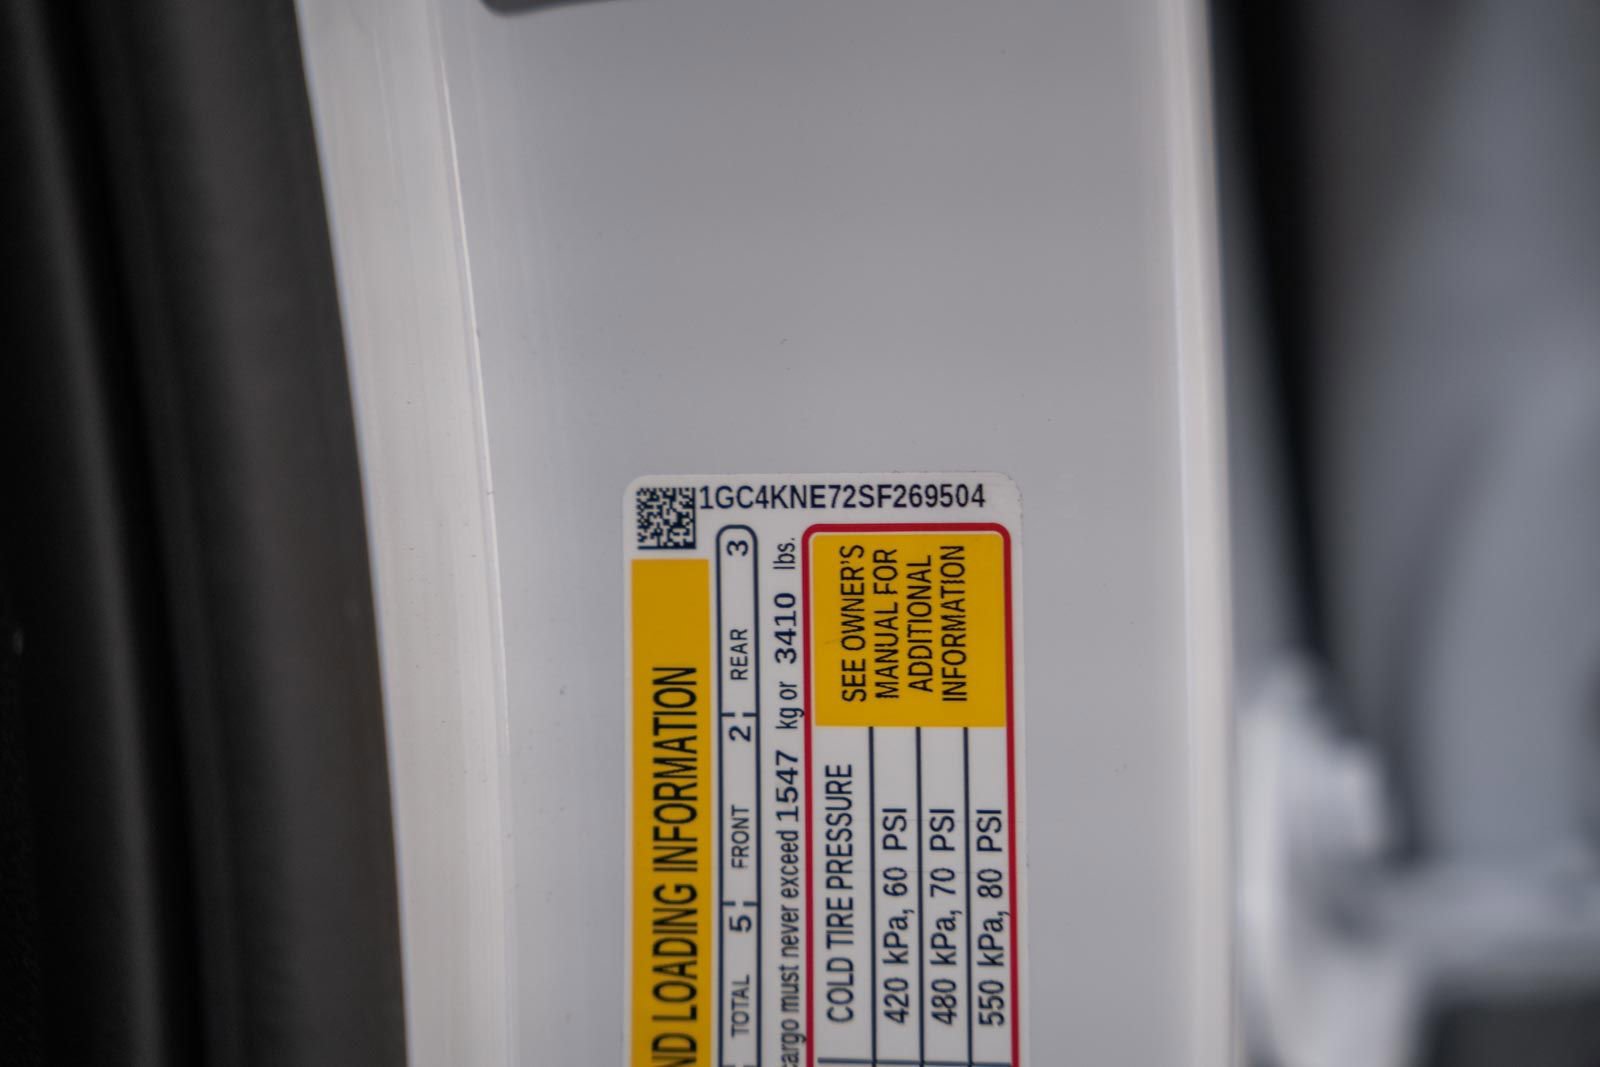 1GC4KNE72SF269504
LOADING INFORMATION
TOTAL 5 FRONT 2 REAR 3
cargo must never exceed 1547 kg or 3410 lbs.
COLD TIRE PRESSURE
420 kPa, 60 PSI
480 kPa, 70 PSI
550 kPa, 80 PSI
SEE OWNER'S
MANUAL FOR
ADDITIONAL
INFORMATION